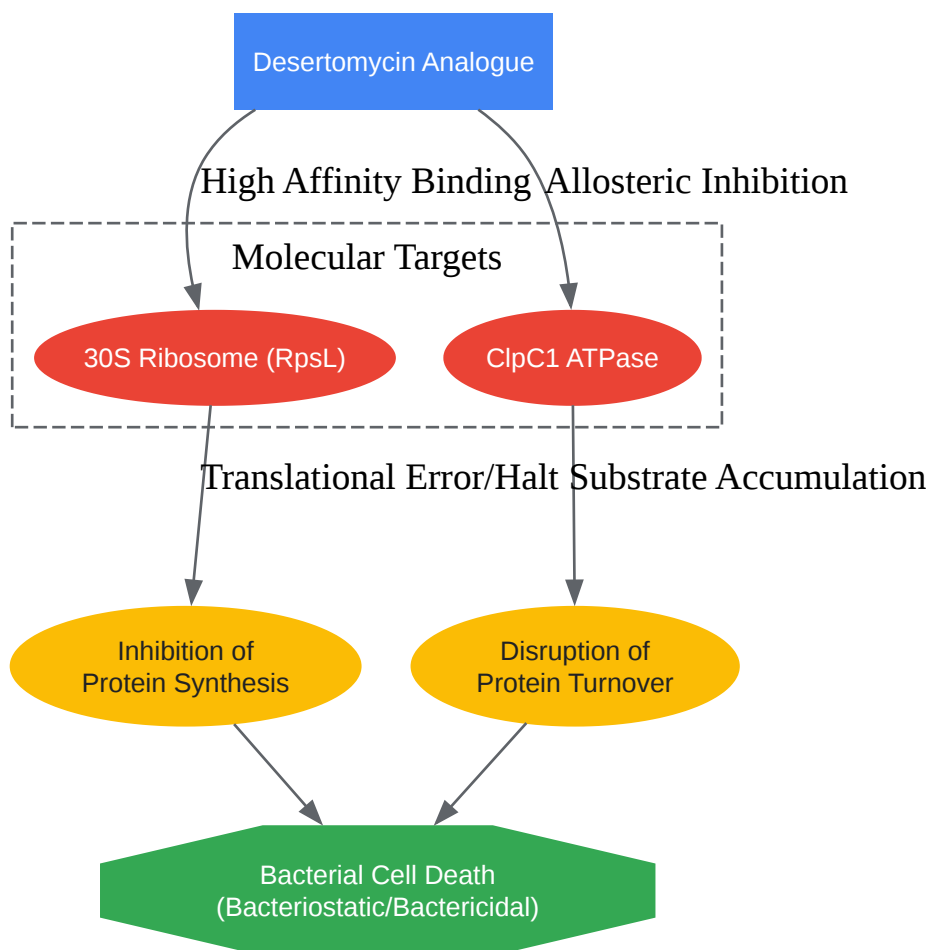 Desertomycin Analogue
High Affinity Binding
Allosteric Inhibition
Molecular Targets
30S Ribosome (RpsL)
ClpC1 ATPase
Translational Error/Halt
Substrate Accumulation
Inhibition of
Protein Synthesis
Disruption of
Protein Turnover
Bacterial Cell Death
(Bacteriostatic/Bactericidal)